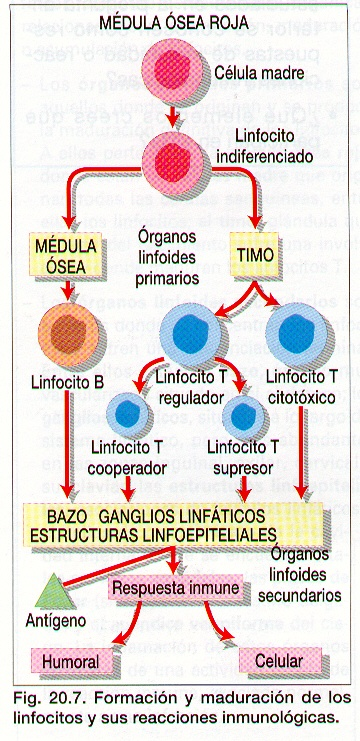 MÉDULA ÓSEA ROJA
Célula madre
Linfocito
indiferenciado
MÉDULA
ÓSEA
Órganos
linfoides
primarios
TIMO
Linfocito B
Linfocito T
regulador
Linfocito T
citotóxico
Linfocito T
cooperador
Linfocito T
supresor
BAZO GANGLIOS LINFÁTICOS
ESTRUCTURAS LINFOEPITELIALES
Órganos
linfoides
secundarios
Antígeno
Respuesta inmune
Humoral
Celular
Fig. 20.7. Formación y maduración de los
linfocitos y sus reacciones inmunológicas.